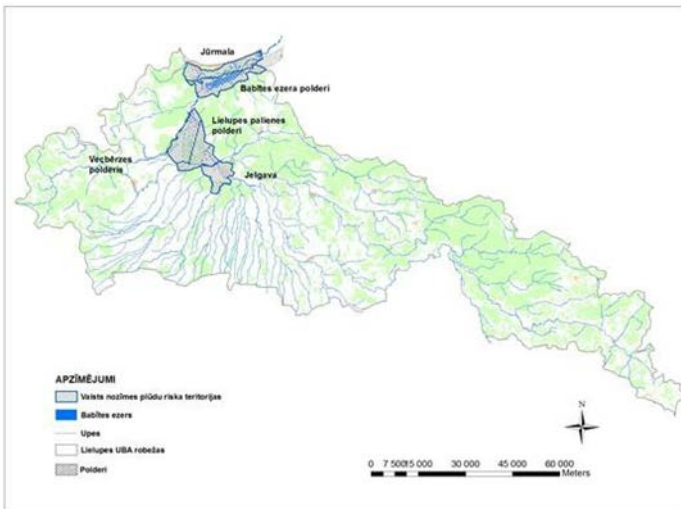 Jūrmala
Babītes ezera polderi
Lielupes palienes
polderi
Vecbērzes
polderis
Jelgava
APZĪMĒJUMI
Valsts nozīmes plūdu riska teritorijas
Babītes ezers
Upes
Lielupes UBA robežas
Polderi
N
0 7 500 15 000 30 000 45 000 60 000
Meters